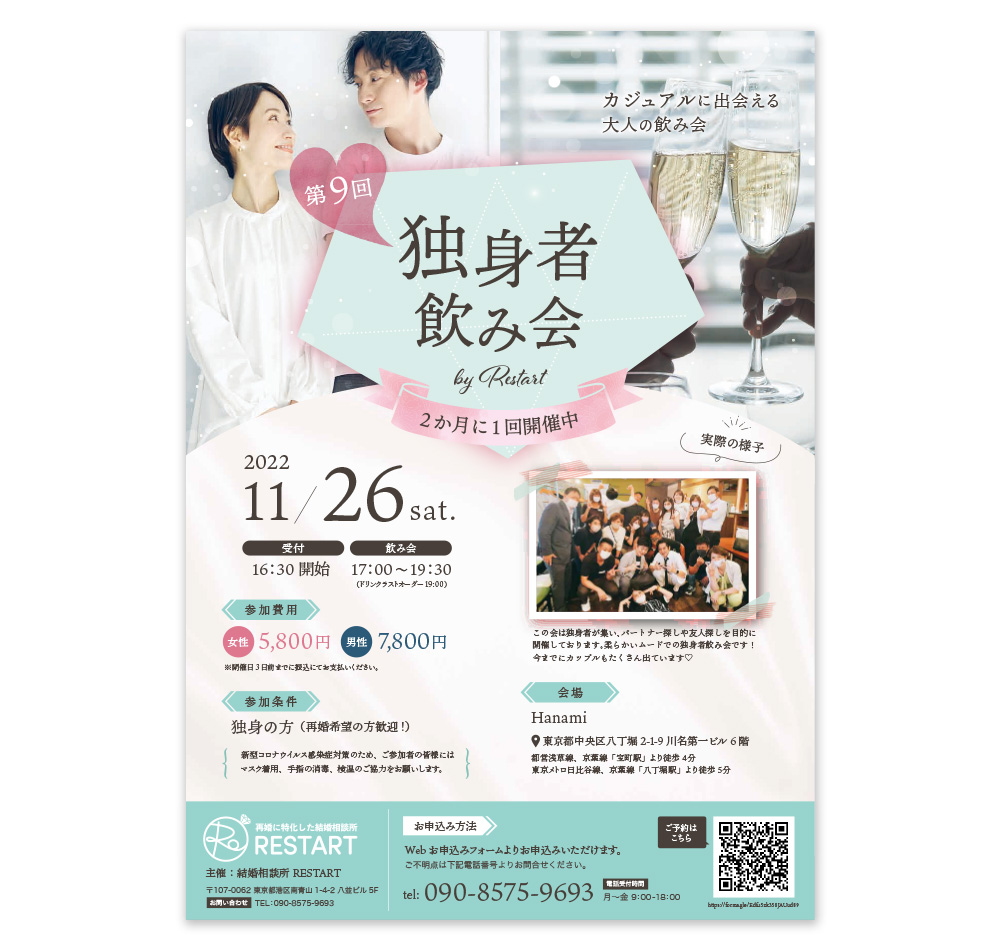 カジュアルに出会える
大人の飲み会
第9回
独身者
飲み会
by Restart
2か月に1回開催中
実際の様子
2022
11/26 sat.
受付
16:30 開始
飲み会
17:00〜19:30
(ドリンクラストオーダー 19:00)
参加費用
女性 5,800円 男性 7,800円
※開催日3日前までに振込にてお支払いください。
参加条件
独身の方(再婚希望の方歓迎!)
新型コロナウイルス感染症対策のため、ご参加者の皆様には
マスク着用、手指の消毒、検温のご協力をお願いします。
この会は独身者が集い、パートナー探しや友人探しを目的に
開催しております。柔らかいムードでの独身者飲み会です!
今までにカップルもたくさん出ています♡
会場
Hanami
東京都中央区八丁堀 2-1-9 川名第一ビル 6階
都営浅草線、京葉線「宝町駅」より徒歩 4分
東京メトロ日比谷線、京葉線「八丁堀駅」より徒歩 5分
再婚に特化した結婚相談所
RESTART
主催:結婚相談所 RESTART
〒107-0062 東京都港区南青山 1-4-2 八並ビル 5F
お問い合わせ TEL:090-8575-9693
お申込み方法
Webお申込みフォームよりお申込みいただけます。
ご不明点は下記電話番号よりお問合せください。
tel: 090-8575-9693
電話受付時間
月〜金 9:00-18:00
ご予約は
こちら